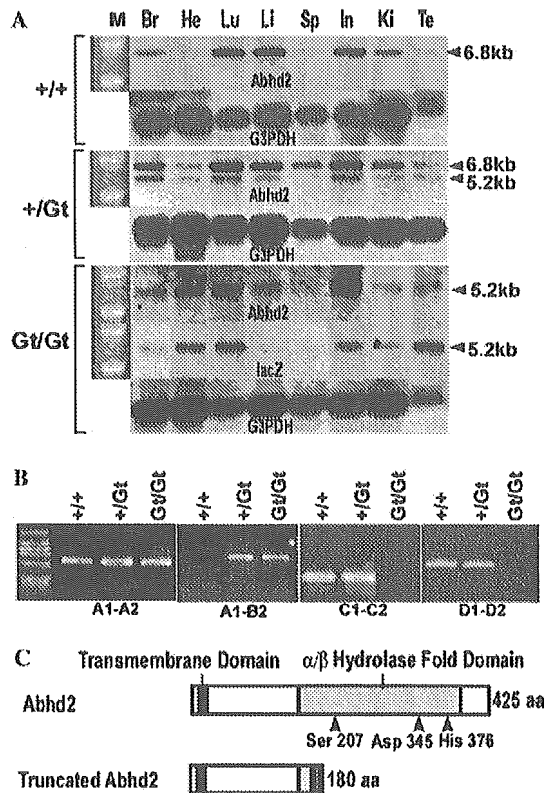 A
M Br He Lu Li Sp In Ki Te
+/+
6.8kb
Abhd2
G3PDH
+/Gt
6.8kb
5.2kb
Abhd2
G3PDH
Gt/Gt
5.2kb
Abhd2
5.2kb
lacZ
G3PDH
B
+/+ +/Gt Gt/Gt +/+ +/Gt Gt/Gt +/+ +/Gt Gt/Gt +/+ +/Gt Gt/Gt
A1-A2 A1-B2 C1-C2 D1-D2
C
Transmembrane Domain α/β Hydrolase Fold Domain
Abhd2 425 aa
Ser 207 Asp 345 His 376
Truncated Abhd2 180 aa